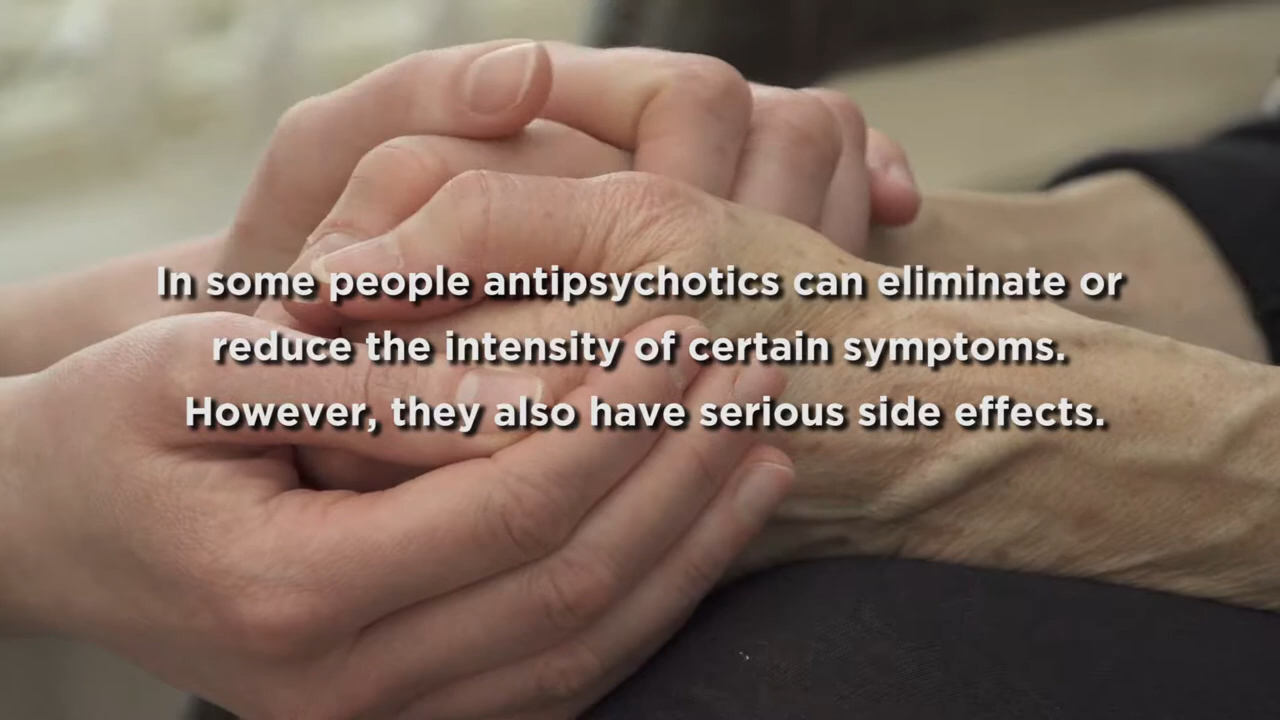 In some people antipsychotics can eliminate or
reduce the intensity of certain symptoms.
However, they also have serious side effects.